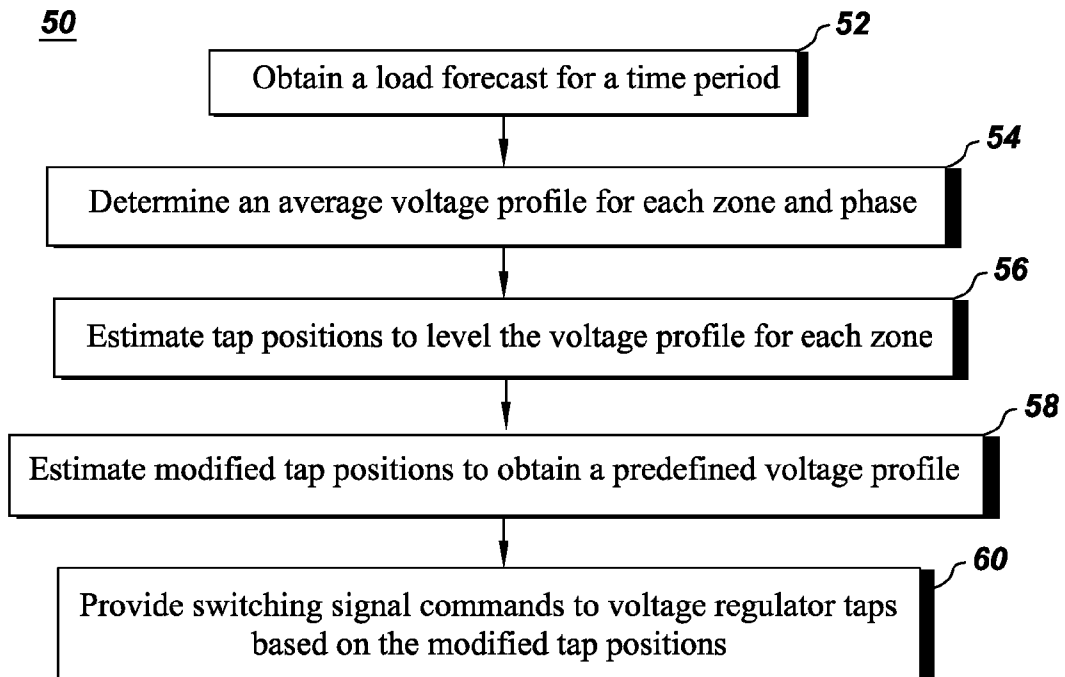 50
52
Obtain a load forecast for a time period
54
Determine an average voltage profile for each zone and phase
56
Estimate tap positions to level the voltage profile for each zone
58
Estimate modified tap positions to obtain a predefined voltage profile
60
Provide switching signal commands to voltage regulator taps
based on the modified tap positions